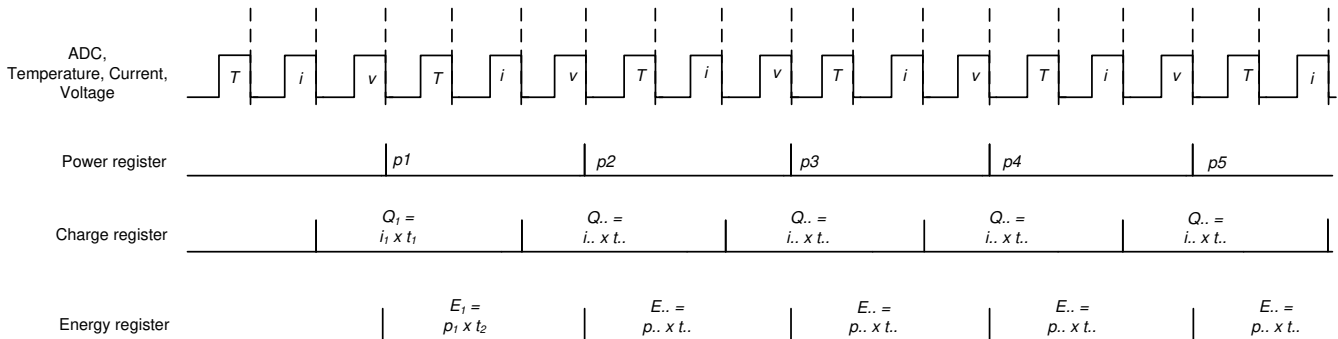 ADC,
Temperature, Current,
Voltage
T i v T i v T i v T i v T i v T i
Power register
p1 p2 p3 p4 p5
Charge register
Q₁ = Q.. = Q.. = Q.. = Q.. =
i₁ x t₁ i.. x t.. i.. x t.. i.. x t.. i.. x t..
Energy register
E₁ = E.. = E.. = E.. = E.. =
p₁ x t₂ p.. x t.. p.. x t.. p.. x t.. p.. x t..